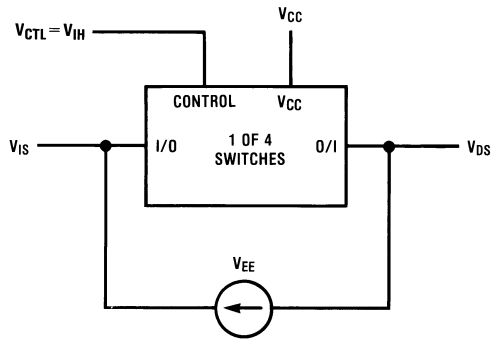 VCTL = VIH
VCC
CONTROL
VCC
VIS
I/O
1 OF 4
SWITCHES
O/I
VDS
VEE